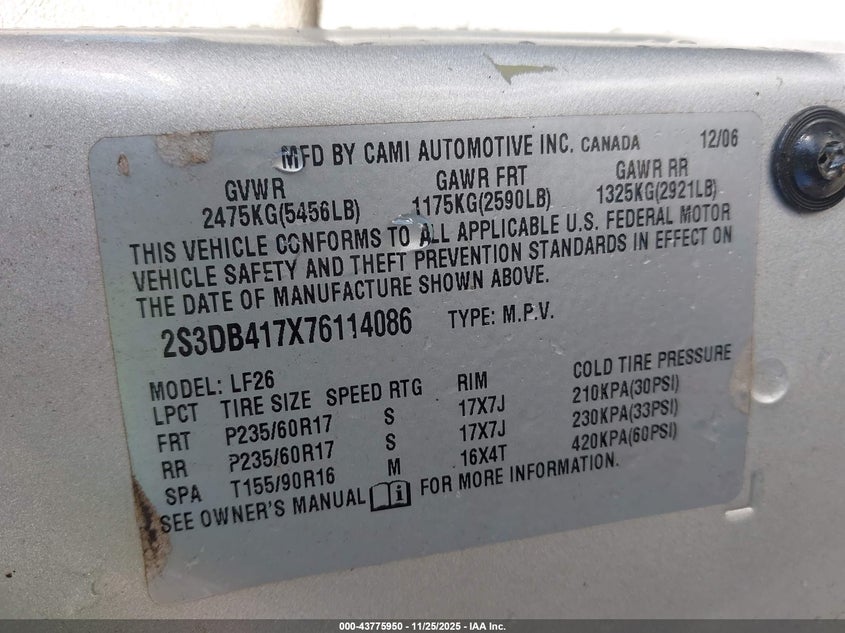 MFD BY CAMI AUTOMOTIVE INC. CANADA 12/06
GVWR GAWR FRT GAWR RR
2475KG(5456LB) 1175KG(2590LB) 1325KG(2921LB)
THIS VEHICLE CONFORMS TO ALL APPLICABLE U.S. FEDERAL MOTOR
VEHICLE SAFETY AND THEFT PREVENTION STANDARDS IN EFFECT ON
THE DATE OF MANUFACTURE SHOWN ABOVE.
2S3DB417X76114086 TYPE: M.P.V.
MODEL: LF26
LPCT TIRE SIZE SPEED RTG RIM COLD TIRE PRESSURE
FRT P235/60R17 S 17X7J 210KPA(30PSI)
RR P235/60R17 S 17X7J 230KPA(33PSI)
SPA T155/90R16 M 16X4T 420KPA(60PSI)
SEE OWNER'S MANUAL FOR MORE INFORMATION.
000-43775950 - 11/25/2025 - IAA Inc.